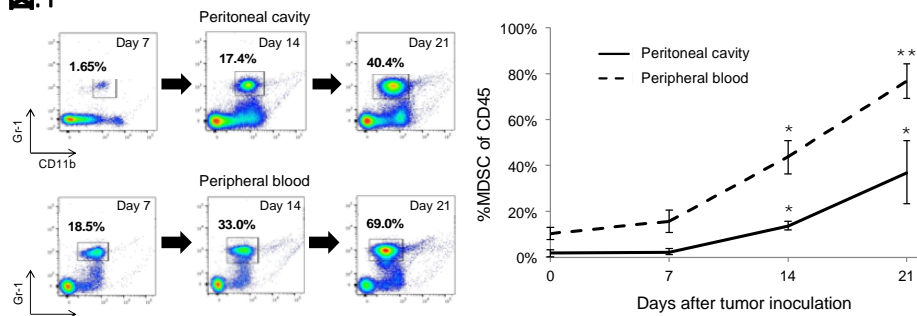 図.1
Peritoneal cavity
Day 7
1.65%
Day 14
17.4%
Day 21
40.4%
Gr-1
CD11b
Peripheral blood
Day 7
18.5%
Day 14
33.0%
Day 21
69.0%
Gr-1
100%
80%
60%
40%
20%
0%
%MDSC of CD45
Peritoneal cavity
Peripheral blood
**
*
*
*
0
7
14
21
Days after tumor inoculation